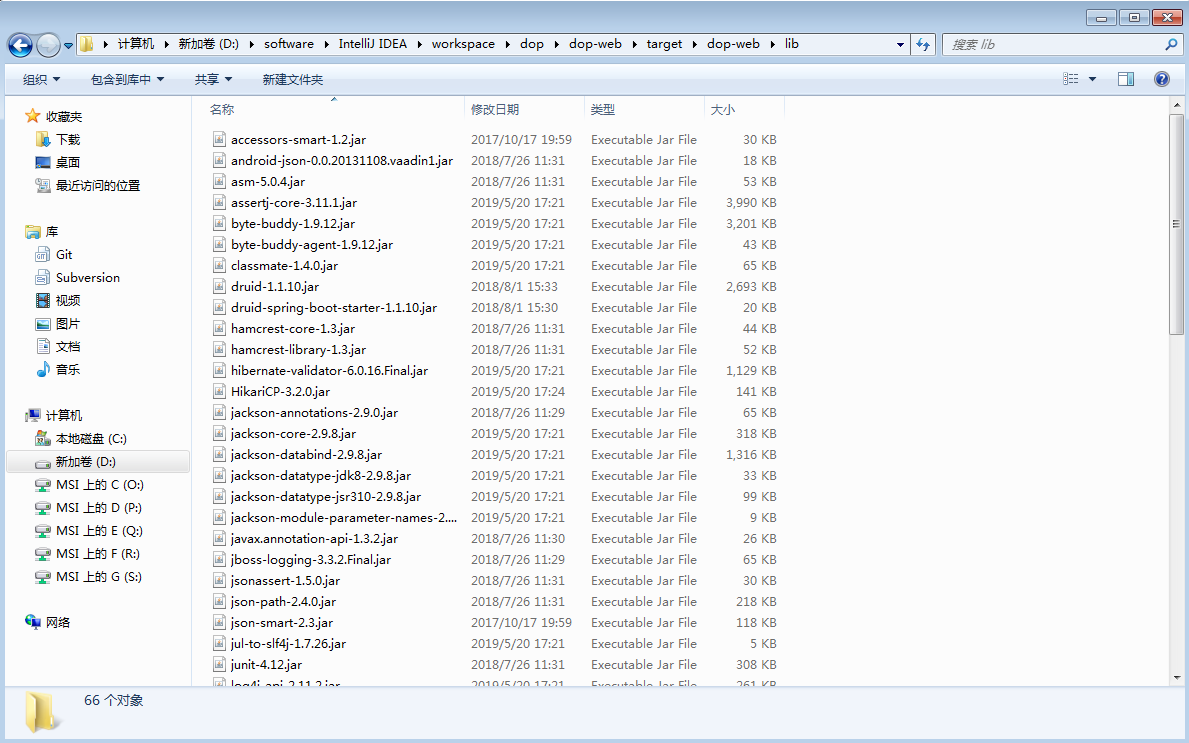 计算机 新加卷 (D:) software IntelliJ IDEA workspace dop dop-web target dop-web lib 搜索 lib
组织 包含到库中 共享 新建文件夹
收藏夹
下载
桌面
最近访问的位置
库
Git
Subversion
视频
图片
文档
音乐
计算机
本地磁盘 (C:)
新加卷 (D:)
MSI 上的 C (O:)
MSI 上的 D (P:)
MSI 上的 E (Q:)
MSI 上的 F (R:)
MSI 上的 G (S:)
网络
名称 修改日期 类型 大小
accessors-smart-1.2.jar 2017/10/17 19:59 Executable Jar File 30 KB
android-json-0.0.20131108.vaadin1.jar 2018/7/26 11:31 Executable Jar File 18 KB
asm-5.0.4.jar 2018/7/26 11:31 Executable Jar File 53 KB
assertj-core-3.11.1.jar 2019/5/20 17:21 Executable Jar File 3,990 KB
byte-buddy-1.9.12.jar 2019/5/20 17:21 Executable Jar File 3,201 KB
byte-buddy-agent-1.9.12.jar 2019/5/20 17:21 Executable Jar File 43 KB
classmate-1.4.0.jar 2019/5/20 17:21 Executable Jar File 65 KB
druid-1.1.10.jar 2018/8/1 15:33 Executable Jar File 2,693 KB
druid-spring-boot-starter-1.1.10.jar 2018/8/1 15:30 Executable Jar File 20 KB
hamcrest-core-1.3.jar 2018/7/26 11:31 Executable Jar File 44 KB
hamcrest-library-1.3.jar 2018/7/26 11:31 Executable Jar File 52 KB
hibernate-validator-6.0.16.Final.jar 2019/5/20 17:21 Executable Jar File 1,129 KB
HikariCP-3.2.0.jar 2019/5/20 17:24 Executable Jar File 141 KB
jackson-annotations-2.9.0.jar 2018/7/26 11:29 Executable Jar File 65 KB
jackson-core-2.9.8.jar 2019/5/20 17:21 Executable Jar File 318 KB
jackson-databind-2.9.8.jar 2019/5/20 17:21 Executable Jar File 1,316 KB
jackson-datatype-jdk8-2.9.8.jar 2019/5/20 17:21 Executable Jar File 33 KB
jackson-datatype-jsr310-2.9.8.jar 2019/5/20 17:21 Executable Jar File 99 KB
jackson-module-parameter-names-2.... 2019/5/20 17:21 Executable Jar File 9 KB
javax.annotation-api-1.3.2.jar 2018/7/26 11:30 Executable Jar File 26 KB
jboss-logging-3.3.2.Final.jar 2018/7/26 11:29 Executable Jar File 65 KB
jsonassert-1.5.0.jar 2018/7/26 11:31 Executable Jar File 30 KB
json-path-2.4.0.jar 2018/7/26 11:31 Executable Jar File 218 KB
json-smart-2.3.jar 2017/10/17 19:59 Executable Jar File 118 KB
jul-to-slf4j-1.7.26.jar 2019/5/20 17:21 Executable Jar File 5 KB
junit-4.12.jar 2018/7/26 11:31 Executable Jar File 308 KB
log4j-api-2.11.2.jar 2019/5/20 17:21 Executable Jar File 261 KB
66 个对象